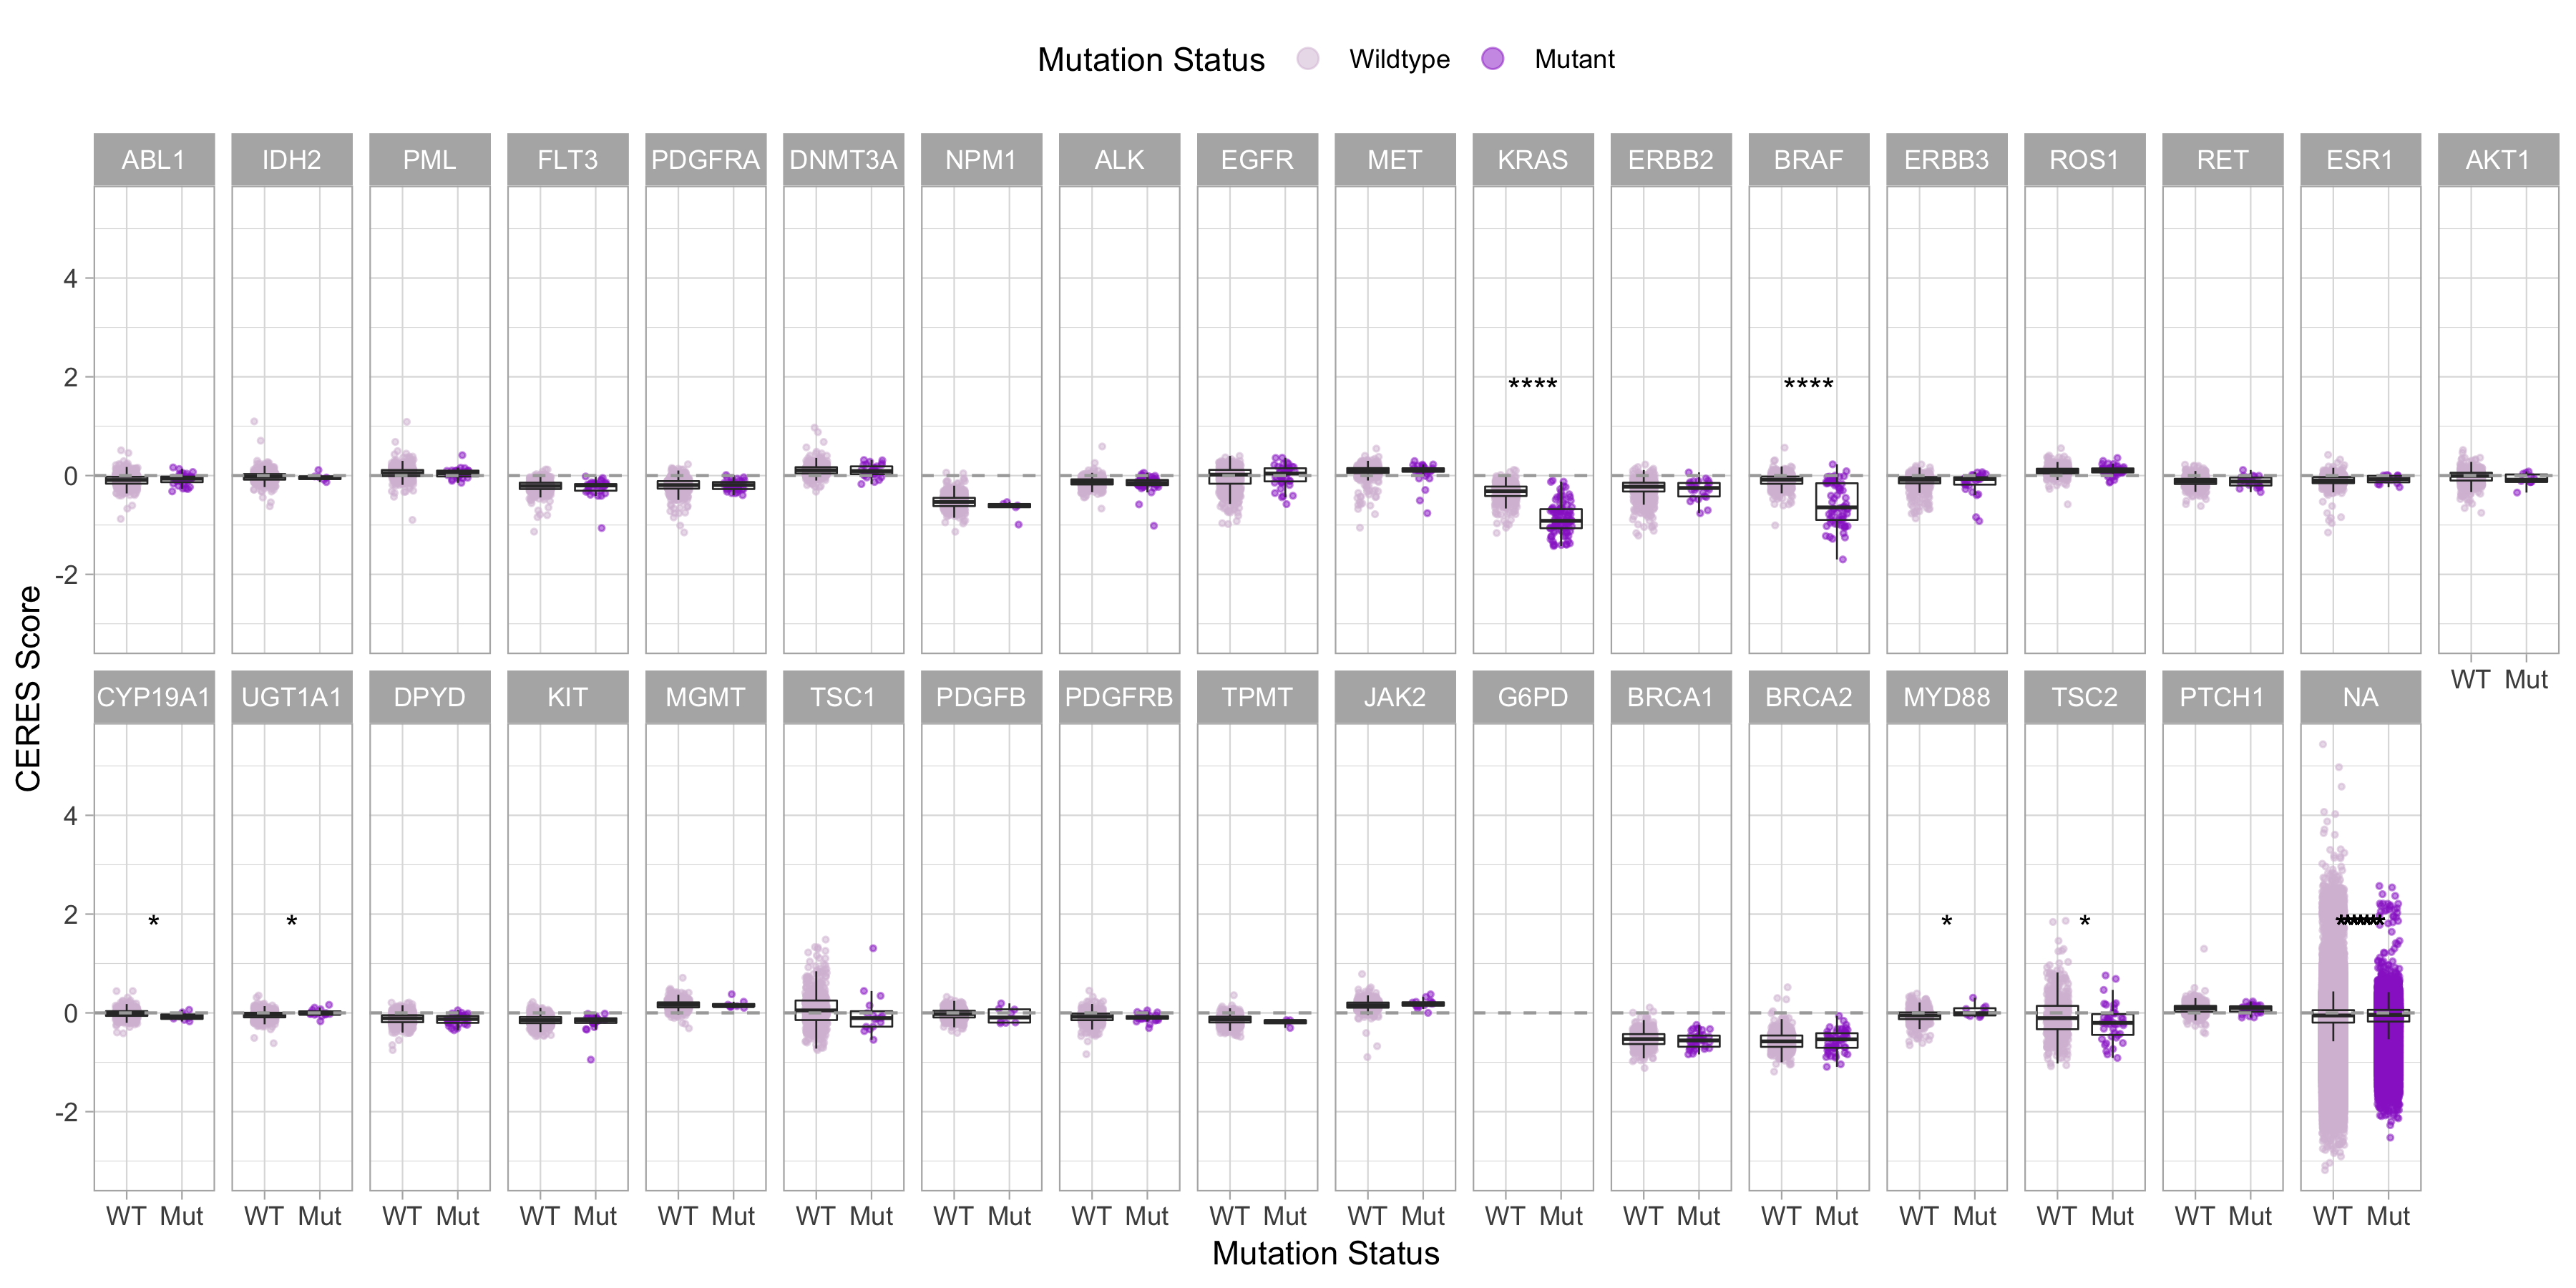 Mutation Status Wildtype Mutant
ABL1 IDH2 PML FLT3 PDGFRA DNMT3A NPM1 ALK EGFR MET KRAS ERBB2 BRAF ERBB3 ROS1 RET ESR1 AKT1
4
2
**** ****
0
-2
WT Mut
CERES Score
CYP19A1 UGT1A1 DPYD KIT MGMT TSC1 PDGFB PDGFRB TPMT JAK2 G6PD BRCA1 BRCA2 MYD88 TSC2 PTCH1 NA
4
2
* * * *
0
-2
WT Mut WT Mut WT Mut WT Mut WT Mut WT Mut WT Mut WT Mut WT Mut WT Mut WT Mut WT Mut WT Mut WT Mut WT Mut WT Mut WT Mut
Mutation Status